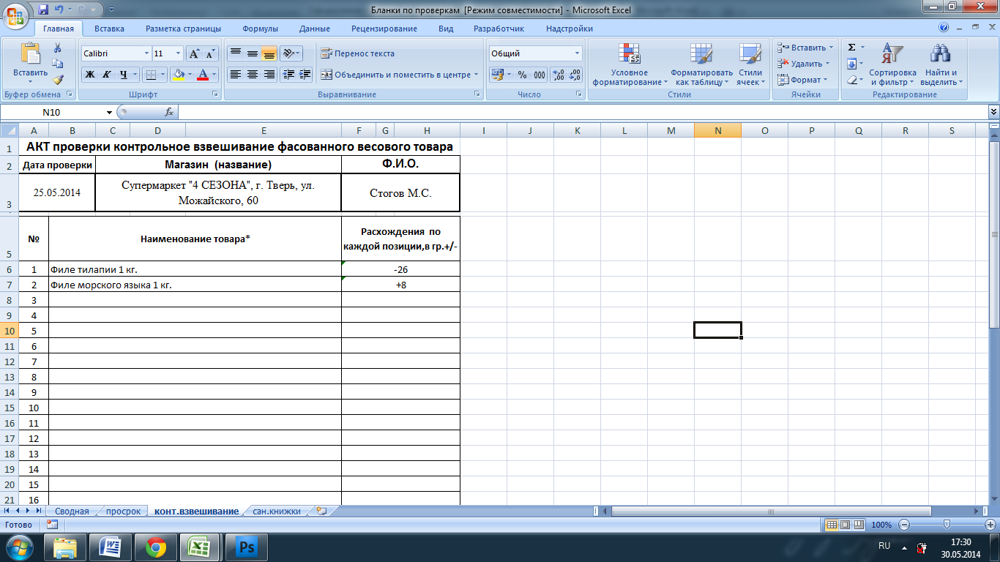 Бланки по проверкам  [Режим совместимости] - Microsoft Excel
Главная Вставка Разметка страницы Формулы Данные Рецензирование Вид Разработчик Надстройки
Вставить
Буфер обмена
Calibri 11
Ж К Ч
Шрифт
Перенос текста
Объединить и поместить в центре
Выравнивание
Общий
% 000
Число
Условное форматирование
Форматировать как таблицу
Стили ячеек
Стили
Вставить
Удалить
Формат
Ячейки
Сортировка и фильтр
Найти и выделить
Редактирование
N10 fx
A B C D E F G H I J K L M N O P Q R S
1 АКТ проверки контрольное взвешивание фасованного весового товара
2 Дата проверки Магазин  (название) Ф.И.О.
3 25.05.2014 Супермаркет "4 СЕЗОНА", г. Тверь, ул. Можайского, 60 Стогов М.С.
5 № Наименование товара* Расхождения  по каждой позиции,в гр.+/-
6 1 Филе тилапии 1 кг. -26
7 2 Филе морского языка 1 кг. +8
8 3
9 4
10 5
11 6
12 7
13 8
14 9
15 10
16 11
17 12
18 13
19 14
20 15
21 16
Сводная просрок конт.взвешивание сан.книжки
Готово 100%
Ps RU 17:30
30.05.2014